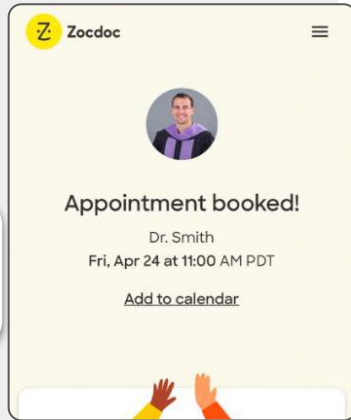 Zocdoc
Appointment booked!
Dr. Smith
Fri, Apr 24 at 11:00 AM PDT
Add to calendar